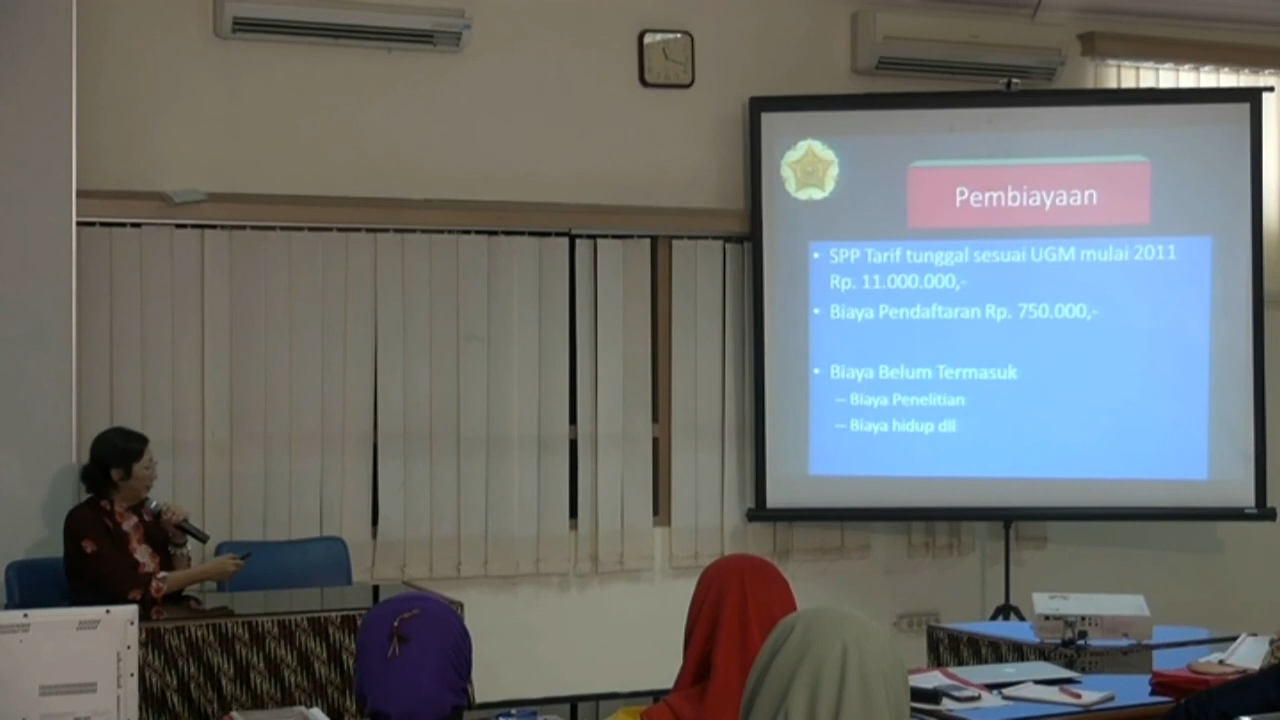 Pembiayaan
• SPP Tarif tunggal sesuai UGM mulai 2011
Rp. 11.000.000,-
• Biaya Pendaftaran Rp. 750.000,-
• Biaya Belum Termasuk
– Biaya Penelitian
– Biaya hidup dll